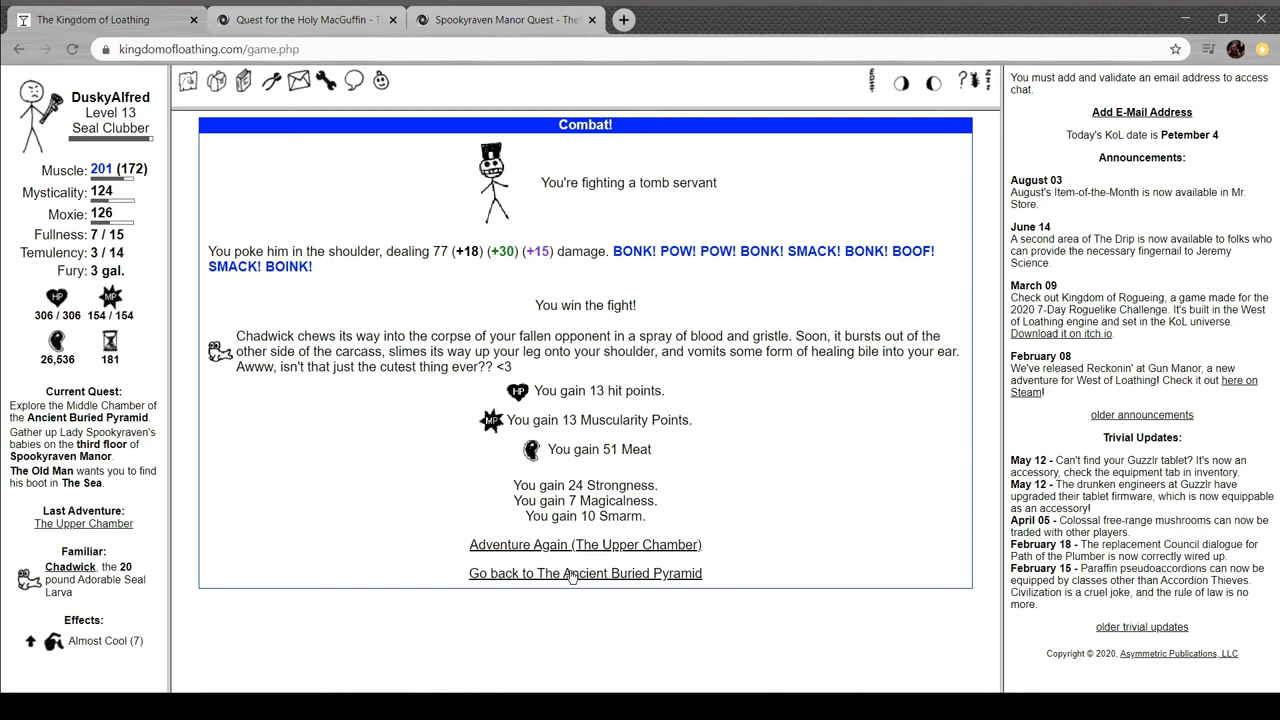 The Kingdom of Loathing
Quest for the Holy MacGuffin - T
Spookyraven Manor Quest - The
kingdomofloathing.com/game.php
DuskyAlfred
Level 13
Seal Clubber
Muscle: 201 (172)
Mysticality: 124
Moxie: 126
Fullness: 7 / 15
Temulency: 3 / 14
Fury: 3 gal.
HP MP
306 / 306 154 / 154
26,536 181
Current Quest:
Explore the Middle Chamber of
the Ancient Buried Pyramid.
Gather up Lady Spookyraven's
babies on the third floor of
Spookyraven Manor.
The Old Man wants you to find
his boot in The Sea.
Last Adventure:
The Upper Chamber
Familiar:
Chadwick, the 20
pound Adorable Seal
Larva
Effects:
Almost Cool (7)
Combat!
You're fighting a tomb servant
You poke him in the shoulder, dealing 77 (+18) (+30) (+15) damage. BONK! POW! POW! BONK! SMACK! BONK! BOOF!
SMACK! BOINK!
You win the fight!
Chadwick chews its way into the corpse of your fallen opponent in a spray of blood and gristle. Soon, it bursts out of the
other side of the carcass, slimes its way up your leg onto your shoulder, and vomits some form of healing bile into your ear.
Awww, isn't that just the cutest thing ever?? <3
HP You gain 13 hit points.
MP You gain 13 Muscularity Points.
You gain 51 Meat
You gain 24 Strongness.
You gain 7 Magicalness.
You gain 10 Smarm.
Adventure Again (The Upper Chamber)
Go back to The Ancient Buried Pyramid
You must add and validate an email address to access
chat.
Add E-Mail Address
Today's KoL date is Petember 4
Announcements:
August 03
August's Item-of-the-Month is now available in Mr.
Store.
June 14
A second area of The Drip is now available to folks who
can provide the necessary fingernail to Jeremy
Science.
March 09
Check out Kingdom of Rogueing, a game made for the
2020 7-Day Roguelike Challenge. It's built in the West
of Loathing engine and set in the KoL universe.
Download it on itch.io.
February 08
We've released Reckonin' at Gun Manor, a new
adventure for West of Loathing! Check it out here on
Steam!
older announcements
Trivial Updates:
May 12 - Can't find your Guzzlr tablet? It's now an
accessory, check the equipment tab in inventory.
May 12 - The drunken engineers at Guzzlr have
upgraded their tablet firmware, which is now equippable
as an accessory!
April 05 - Colossal free-range mushrooms can now be
traded with other players.
February 18 - The replacement Council dialogue for
Path of the Plumber is now correctly wired up.
February 15 - Paraffin pseudoaccordions can now be
equipped by classes other than Accordion Thieves.
Civilization is a cruel joke, and the rule of law is no
more.
older trivial updates
Copyright © 2020, Asymmetric Publications, LLC